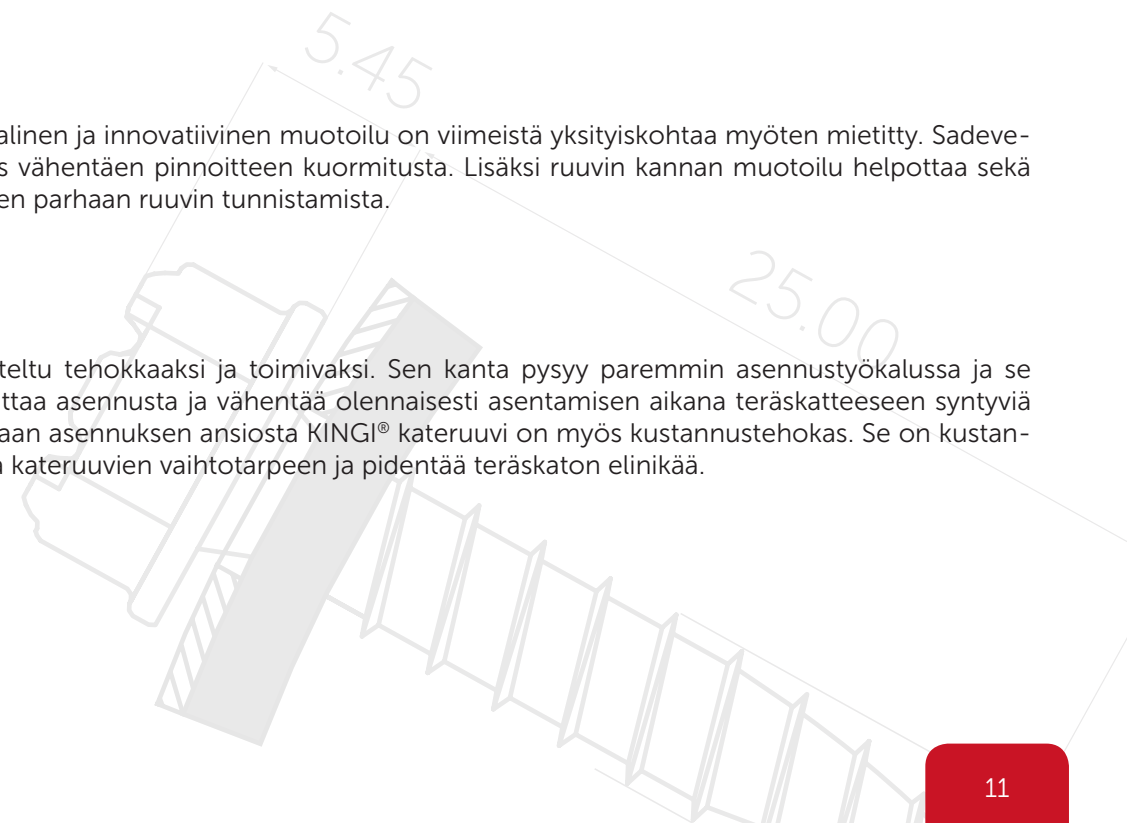 5.45
alinen ja innovatiivinen muotoilu on viimeistä yksityiskohtaa myöten mietitty. Sadeve-
s vähentäen pinnoitteen kuormitusta. Lisäksi ruuvin kannan muotoilu helpottaa sekä
en parhaan ruuvin tunnistamista.
25.00
teltu tehokkaaksi ja toimivaksi. Sen kanta pysyy paremmin asennustyökalussa ja se
ttaa asennusta ja vähentää olennaisesti asentamisen aikana teräskatteeseen syntyviä
aan asennuksen ansiosta KINGI® kateruuvi on myös kustannustehokas. Se on kustan-
kateruuvien vaihtotarpeen ja pidentää teräskaton elinikää.
11